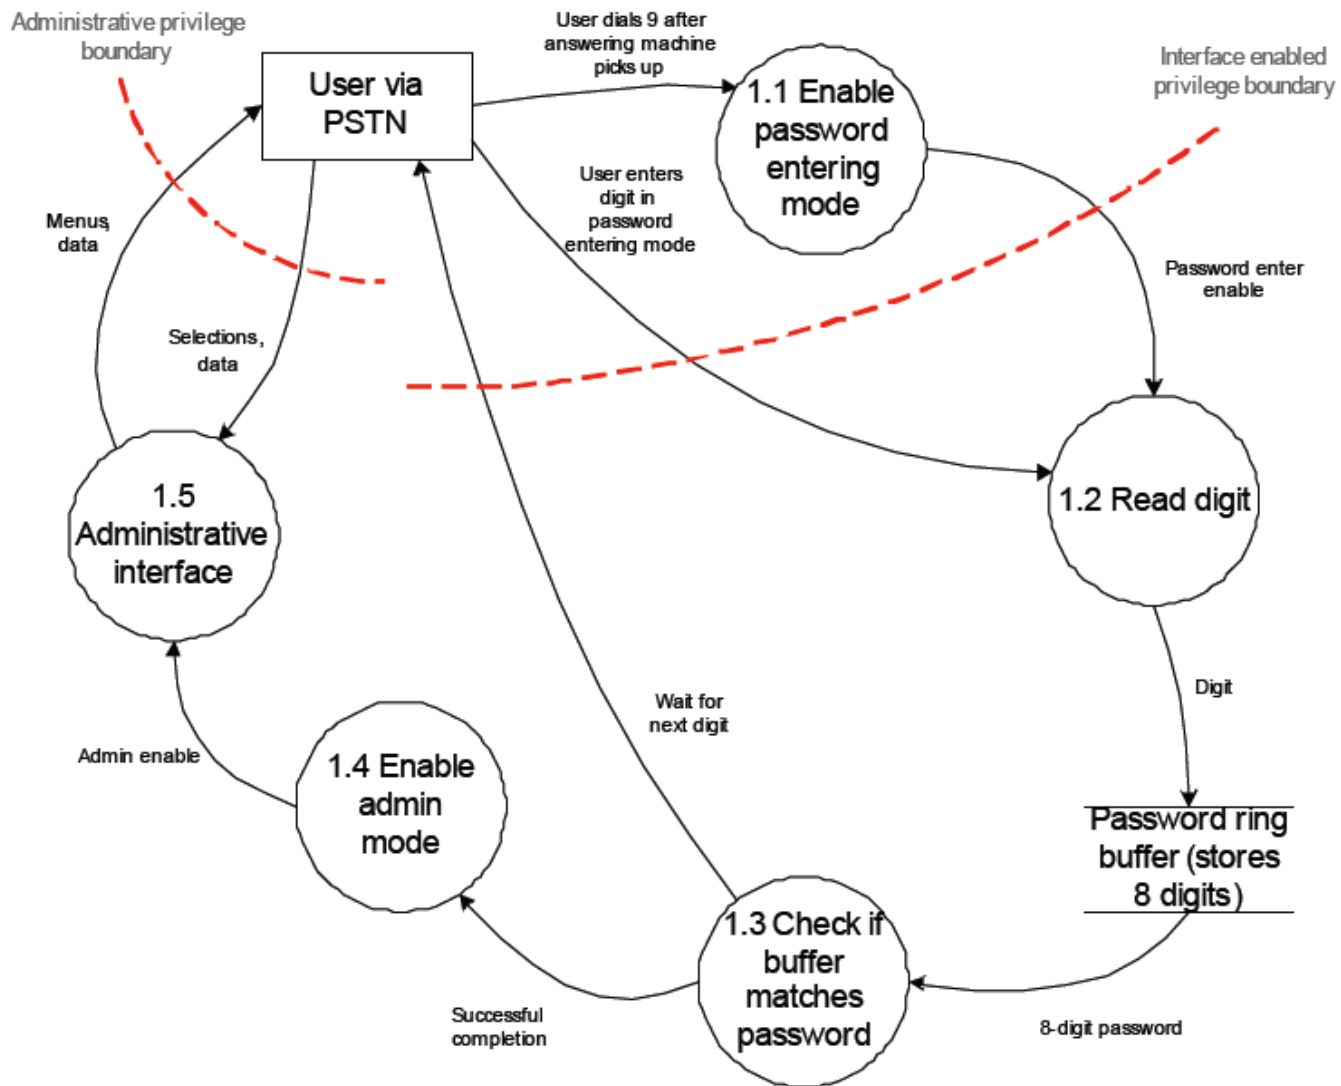 Administrative privilege
boundary
User via
PSTN
User dials 9 after
answering machine
picks up
1.1 Enable
password
entering
mode
Interface enabled
privilege boundary
User enters
digit in
password
entering mode
Menus,
data
Selections,
data
Password enter
enable
1.2 Read digit
1.5
Administrative
interface
Digit
Wait for
next digit
Admin enable
1.4 Enable
admin
mode
Password ring
buffer (stores
8 digits)
1.3 Check if
buffer
matches
password
Successful
completion
8-digit password